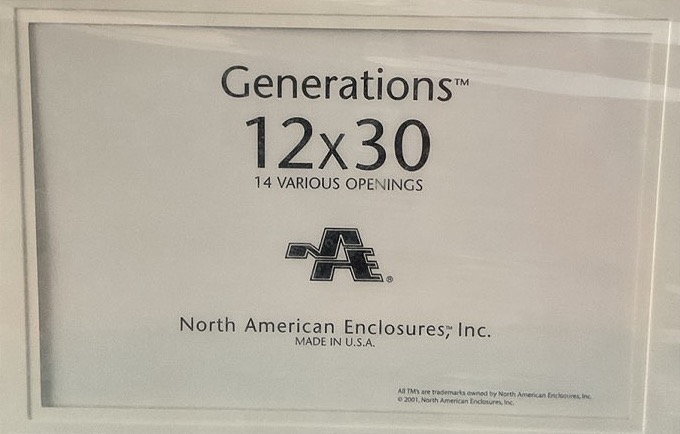 Generations™
12x30
14 VARIOUS OPENINGS
NAE®
North American Enclosures,™ Inc.
MADE IN U.S.A.
All TM's are trademarks owned by North American Enclosures, Inc.
© 2001, North American Enclosures, Inc.